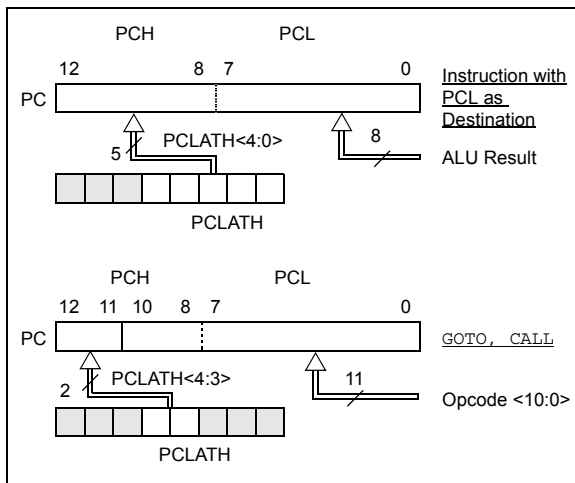 PCH PCL
12 8 7 0
PC
Instruction with
PCL as
Destination
5 PCLATH<4:0> 8
ALU Result
PCLATH
PCH PCL
12 11 10 8 7 0
PC GOTO, CALL
2 PCLATH<4:3> 11
Opcode <10:0>
PCLATH